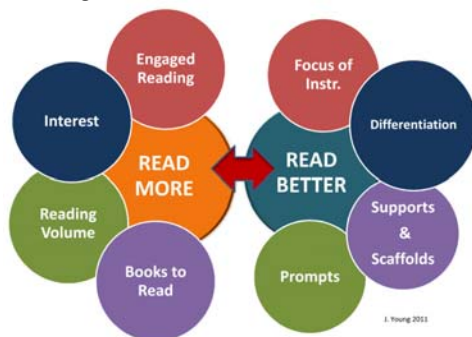 Engaged
Reading
Interest
READ
MORE
Reading
Volume
Books to
Read
Focus of
Instr.
Differentiation
READ
BETTER
Supports
&
Scaffolds
Prompts
J. Young 2011